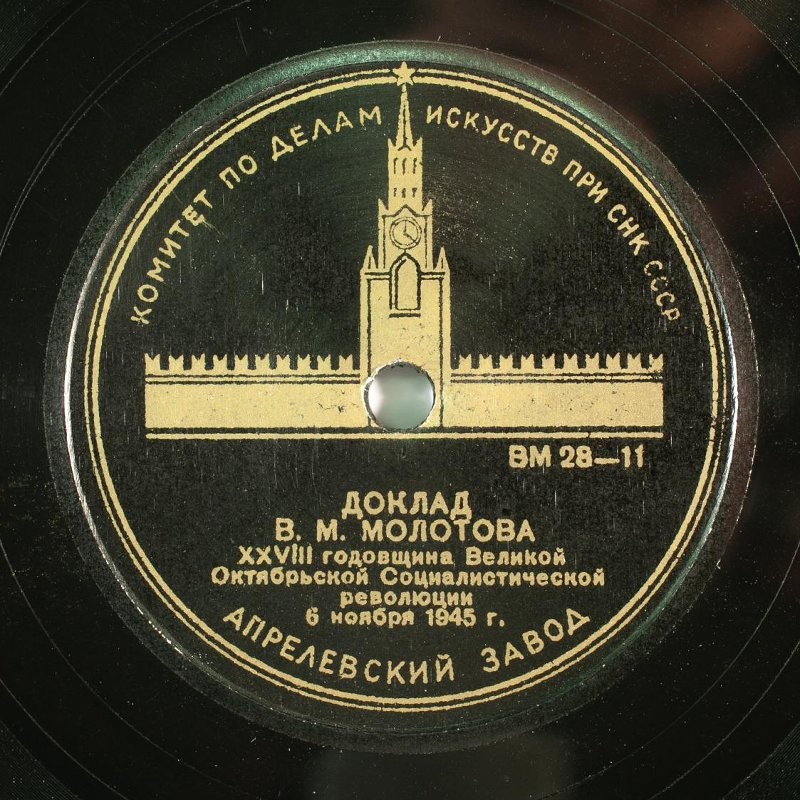 КОМИТЕТ ПО ДЕЛАМ ИСКУССТВ ПРИ СНК СССР
ВМ 28—11
ДОКЛАД
В. М. МОЛОТОВА
XXVIII годовщина Великой
Октябрьской Социалистической
революции
6 ноября 1945 г.
АПРЕЛЕВСКИЙ ЗАВОД